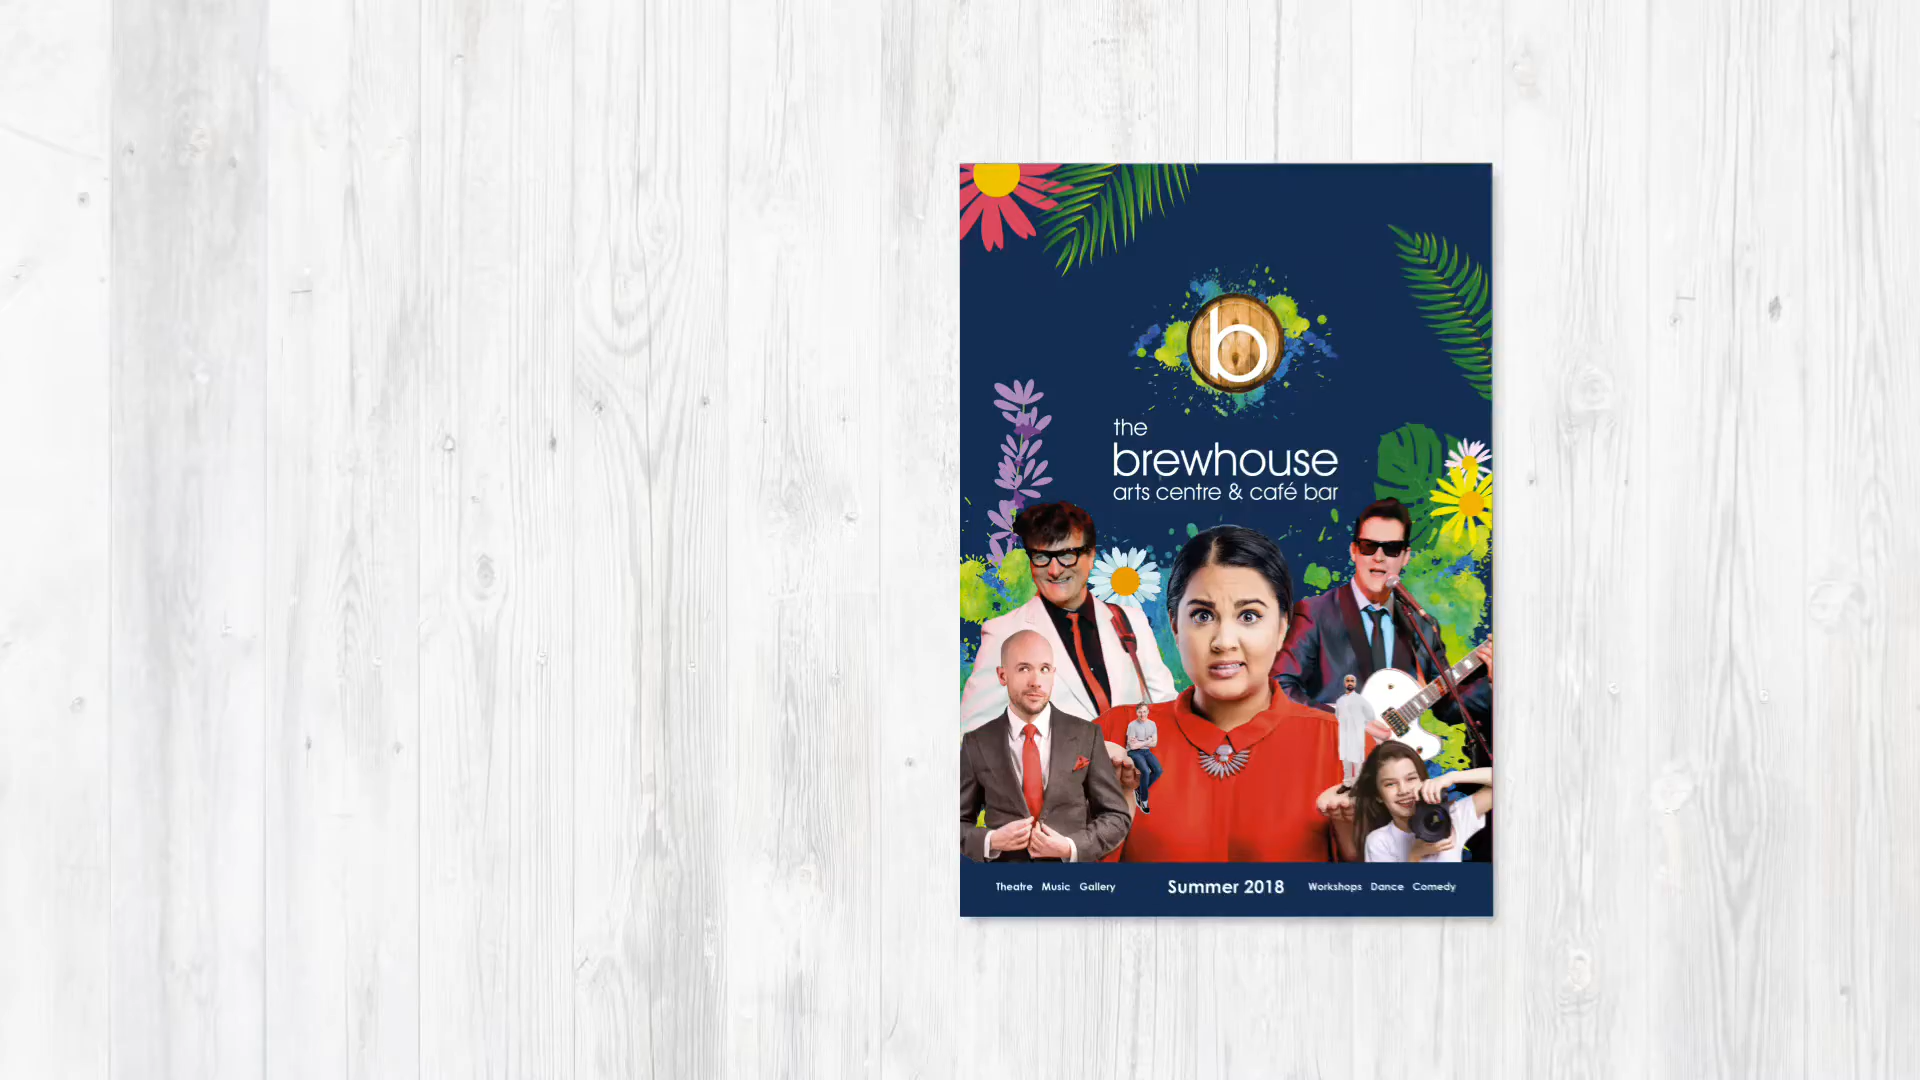 b
the
brewhouse
arts centre & café bar
Theatre Music Gallery
Summer 2018
Workshops Dance Comedy